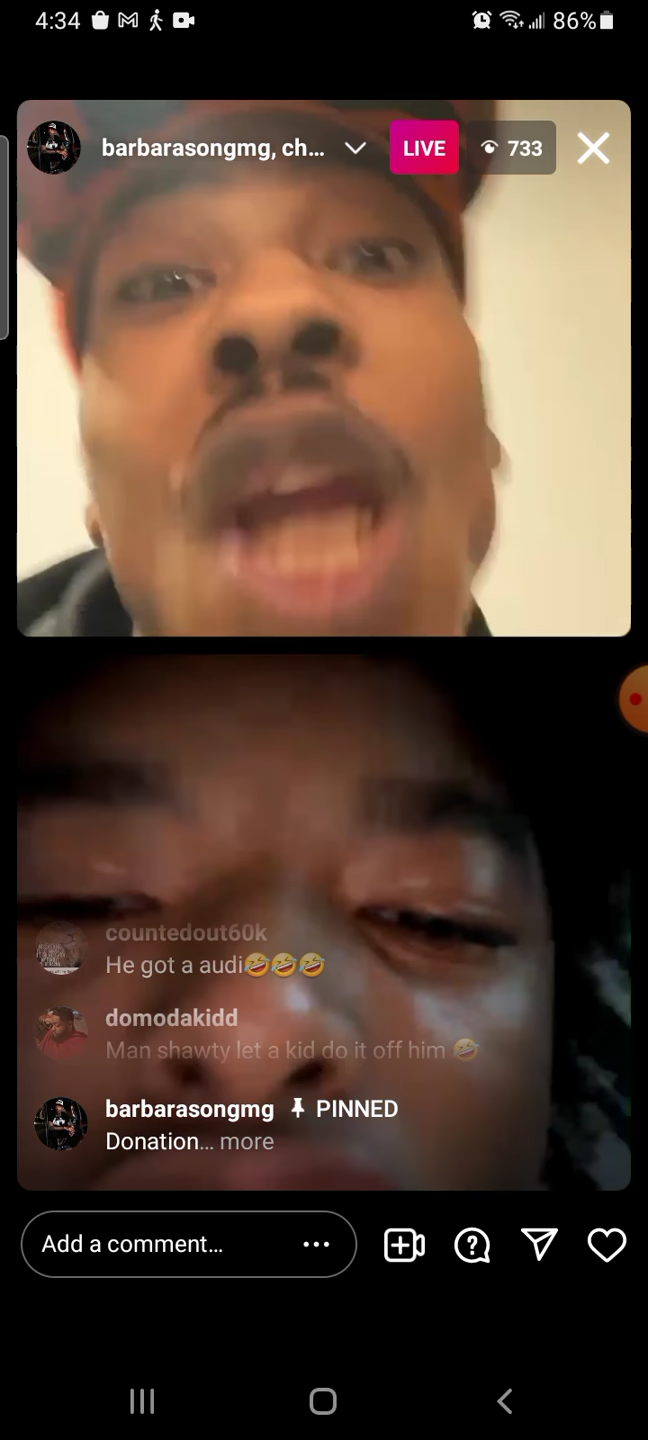 4:34
86%
barbarasongmg, ch...
LIVE
733
countedout60k
He got a audi🤣🤣🤣
domodakidd
Man shawty let a kid do it off him 🤣
barbarasongmg PINNED
Donation... more
Add a comment...